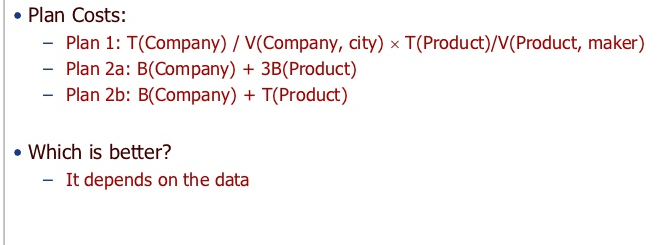 • Plan Costs:
– Plan 1: T(Company) / V(Company, city) × T(Product)/V(Product, maker)
– Plan 2a: B(Company) + 3B(Product)
– Plan 2b: B(Company) + T(Product)
• Which is better?
– It depends on the data